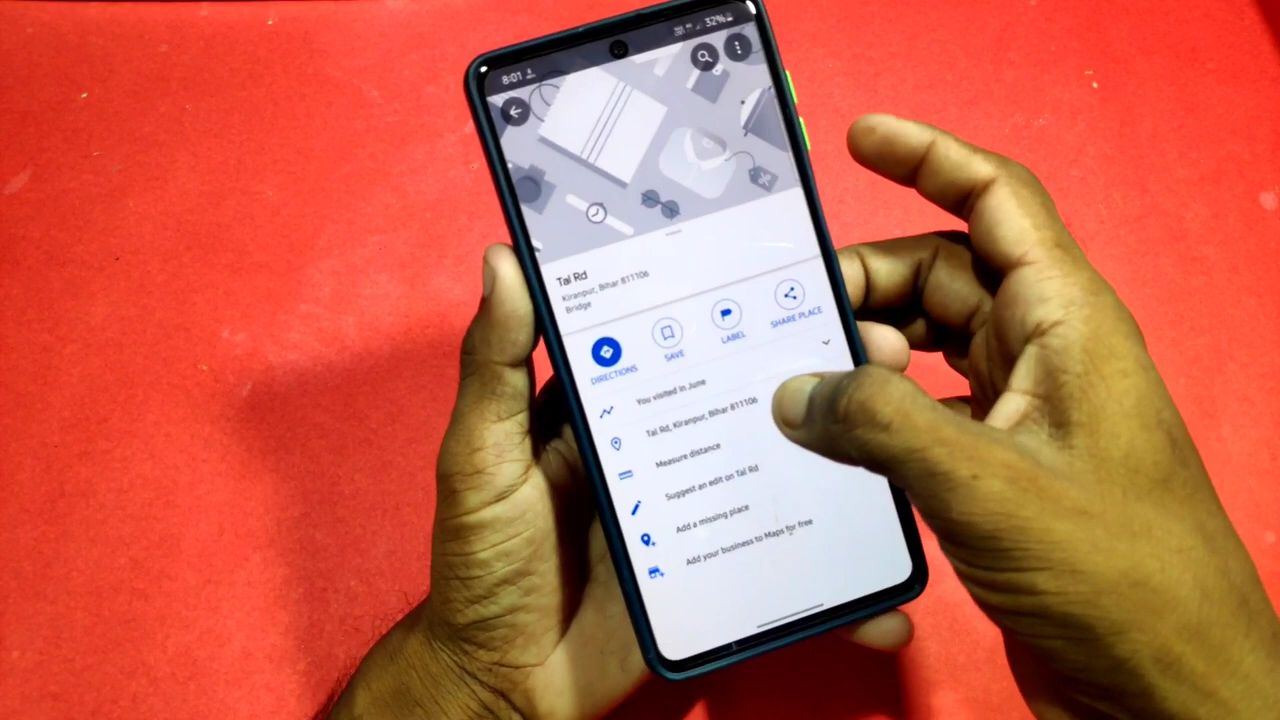 8:01
32%
Tal Rd
Kiranpur, Bihar 811106
Bridge
DIRECTIONS
SAVE
LABEL
SHARE PLACE
You visited in June
Tal Rd, Kiranpur, Bihar 811106
Measure distance
Suggest an edit on Tal Rd
Add a missing place
Add your business to Maps for free